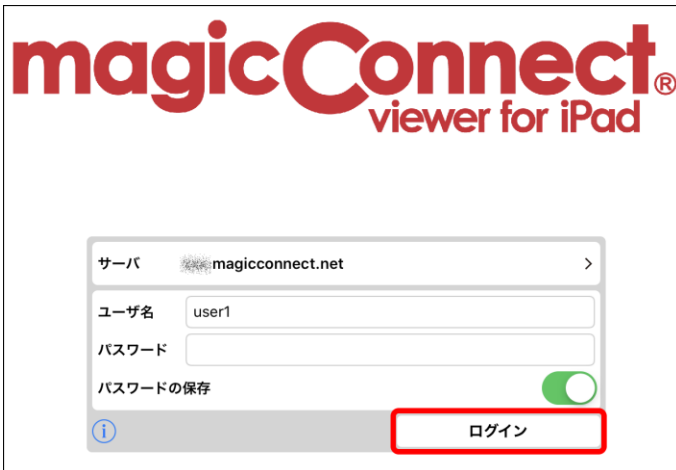 magicConnect®
viewer for iPad
サーバ magicconnect.net
ユーザ名 user1
パスワード
パスワードの保存
ログイン